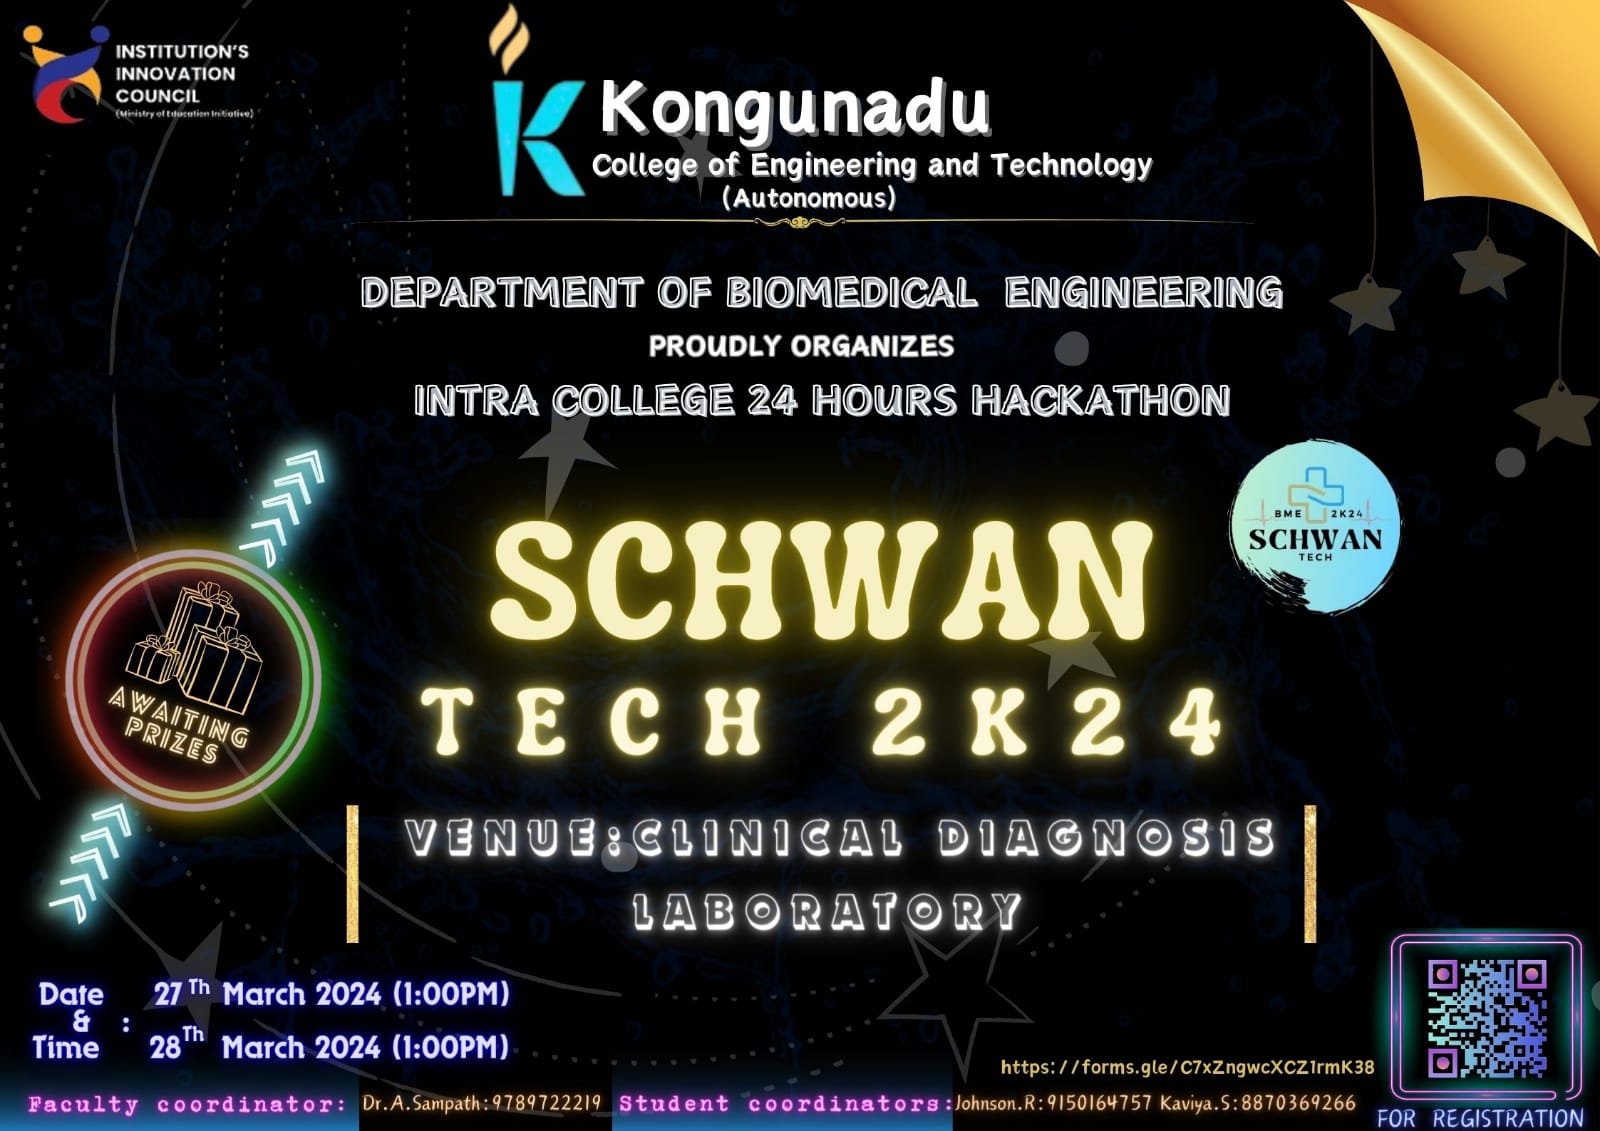 INSTITUTION'S
INNOVATION
COUNCIL
(Ministry of Education Initiative)
Kongunadu
College of Engineering and Technology
(Autonomous)
DEPARTMENT OF BIOMEDICAL ENGINEERING
PROUDLY ORGANIZES
INTRA COLLEGE 24 HOURS HACKATHON
BME 2K24
SCHWAN
TECH
SCHWAN
TECH 2K24
AWAITING
PRIZES
VENUE:CLINICAL DIAGNOSIS
LABORATORY
Date & Time : 27Th March 2024 (1:00PM)
28Th March 2024 (1:00PM)
https://forms.gle/C7xZngwcXCZ1rmK38
Faculty coordinator: Dr.A.Sampath:9789722219 Student coordinators:Johnson.R:9150164757 Kaviya.S:8870369266
FOR REGISTRATION